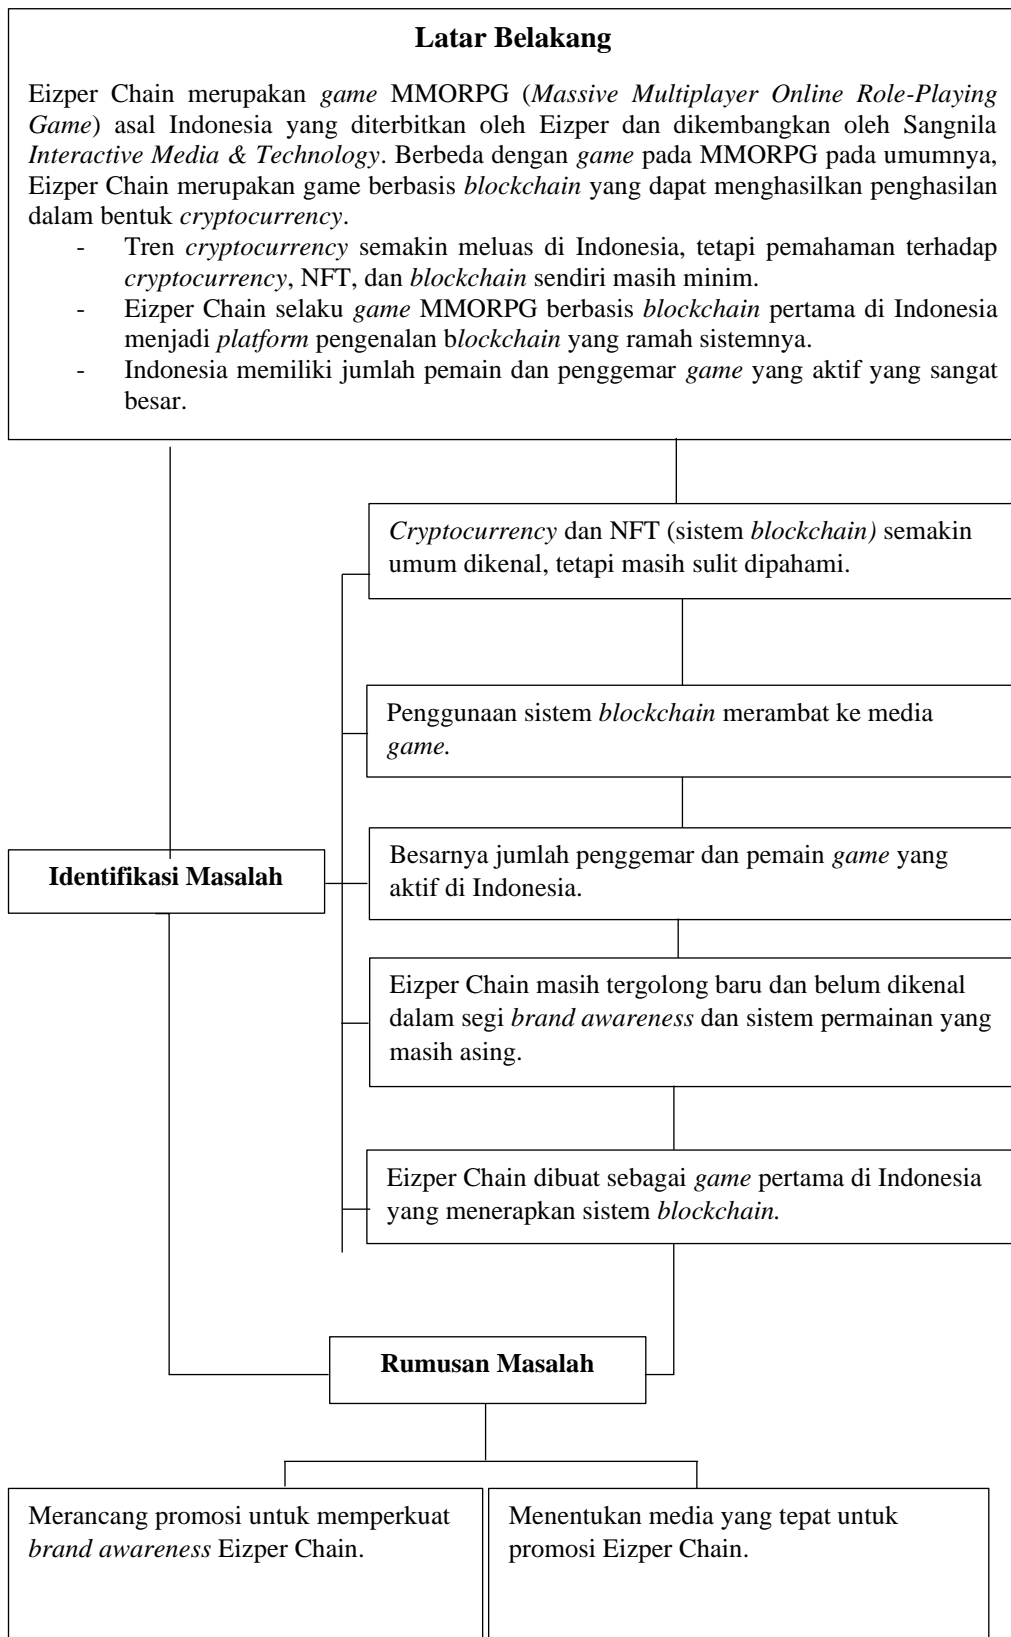 Latar Belakang
Eizper Chain merupakan game MMORPG (Massive Multiplayer Online Role-Playing
Game) asal Indonesia yang diterbitkan oleh Eizper dan dikembangkan oleh Sangnila
Interactive Media & Technology. Berbeda dengan game pada MMORPG pada umumnya,
Eizper Chain merupakan game berbasis blockchain yang dapat menghasilkan penghasilan
dalam bentuk cryptocurrency.
- Tren cryptocurrency semakin meluas di Indonesia, tetapi pemahaman terhadap
cryptocurrency, NFT, dan blockchain sendiri masih minim.
- Eizper Chain selaku game MMORPG berbasis blockchain pertama di Indonesia
menjadi platform pengenalan blockchain yang ramah sistemnya.
- Indonesia memiliki jumlah pemain dan penggemar game yang aktif yang sangat
besar.
Cryptocurrency dan NFT (sistem blockchain) semakin
umum dikenal, tetapi masih sulit dipahami.
Penggunaan sistem blockchain merambat ke media
game.
Identifikasi Masalah
Besarnya jumlah penggemar dan pemain game yang
aktif di Indonesia.
Eizper Chain masih tergolong baru dan belum dikenal
dalam segi brand awareness dan sistem permainan yang
masih asing.
Eizper Chain dibuat sebagai game pertama di Indonesia
yang menerapkan sistem blockchain.
Rumusan Masalah
Merancang promosi untuk memperkuat
brand awareness Eizper Chain.
Menentukan media yang tepat untuk
promosi Eizper Chain.